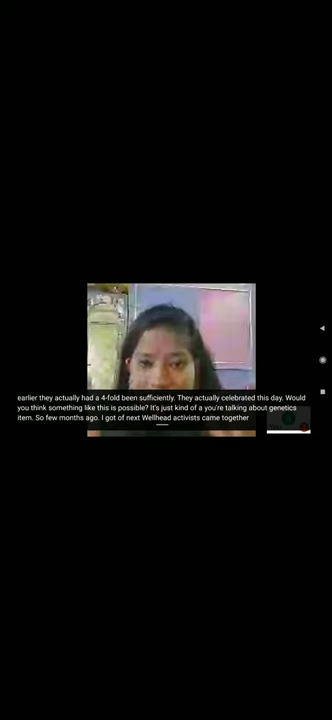 earlier they actually had a 4-fold been sufficiently. They actually celebrated this day. Would
you think something like this is possible? It's just kind of a you're talking about genetics
item. So few months ago. I got of next Wellhead activists came together